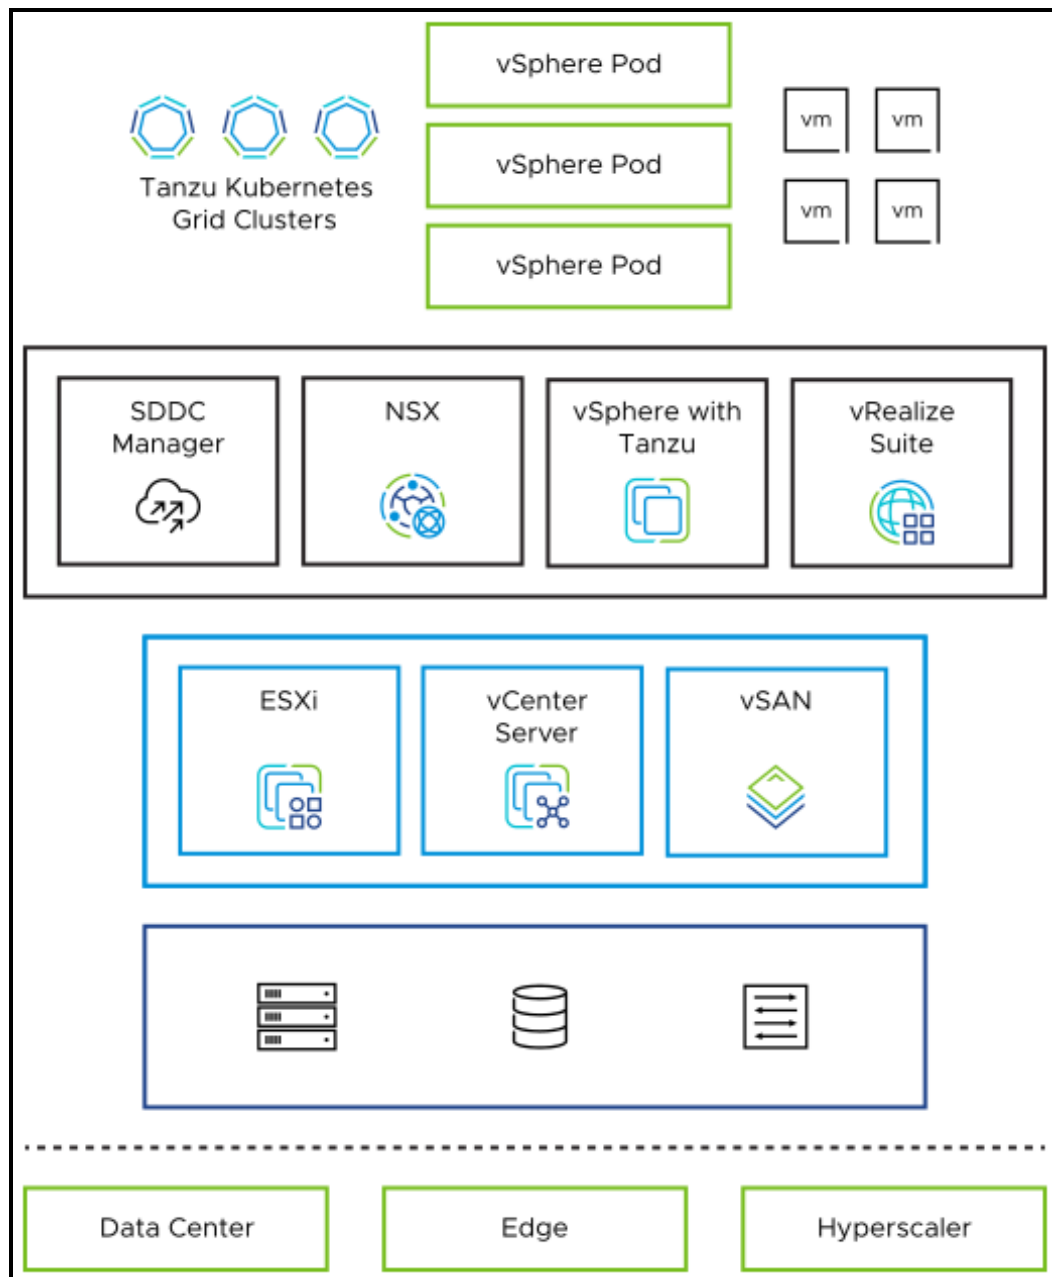 vSphere Pod
vSphere Pod
vSphere Pod
Tanzu Kubernetes
Grid Clusters
vm
vm
vm
vm
SDDC
Manager
NSX
vSphere with
Tanzu
vRealize
Suite
ESXi
vCenter
Server
vSAN
Data Center
Edge
Hyperscaler